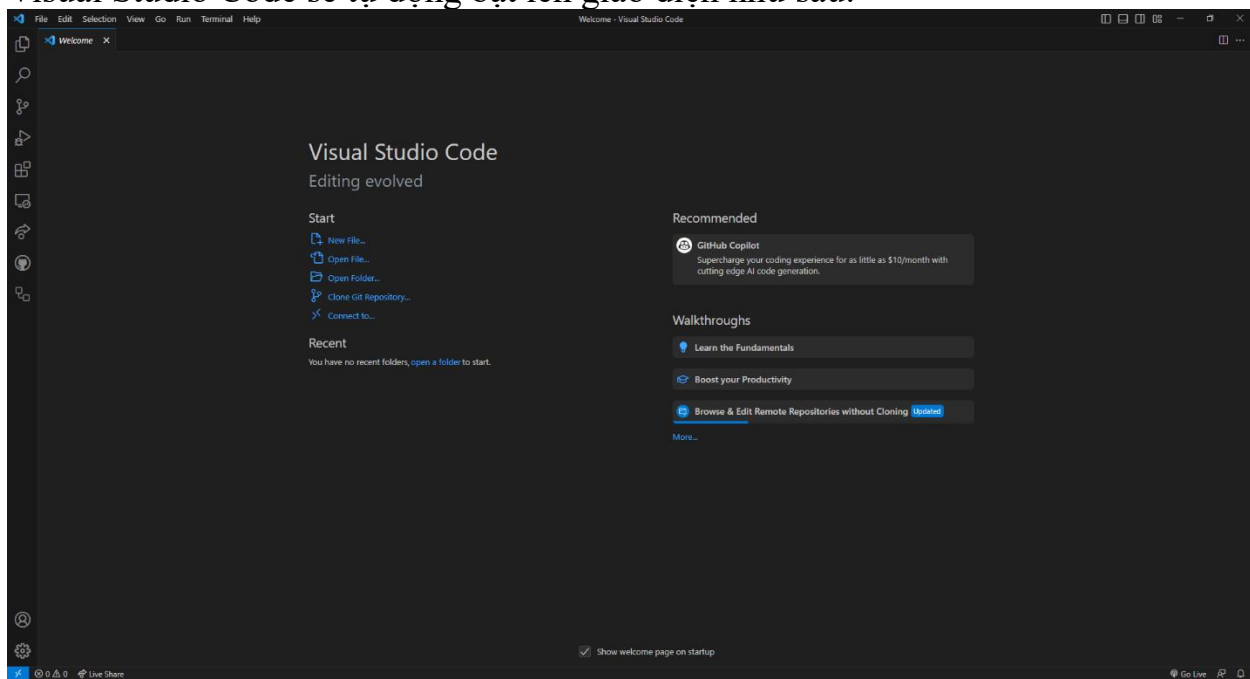 Visual Studio Code sẽ tự động bật lên giao diện như sau:
File Edit Selection View Go Run Terminal Help
Welcome - Visual Studio Code
Welcome
Visual Studio Code
Editing evolved
Start
New File...
Open File...
Open Folder...
Clone Git Repository...
Connect to...
Recent
You have no recent folders, open a folder to start.
Recommended
GitHub Copilot
Supercharge your coding experience for as little as $10/month with
cutting edge AI code generation.
Walkthroughs
Learn the Fundamentals
Boost your Productivity
Browse & Edit Remote Repositories without Cloning Updated
More...
Show welcome page on startup
0 0 Live Share
Go Live